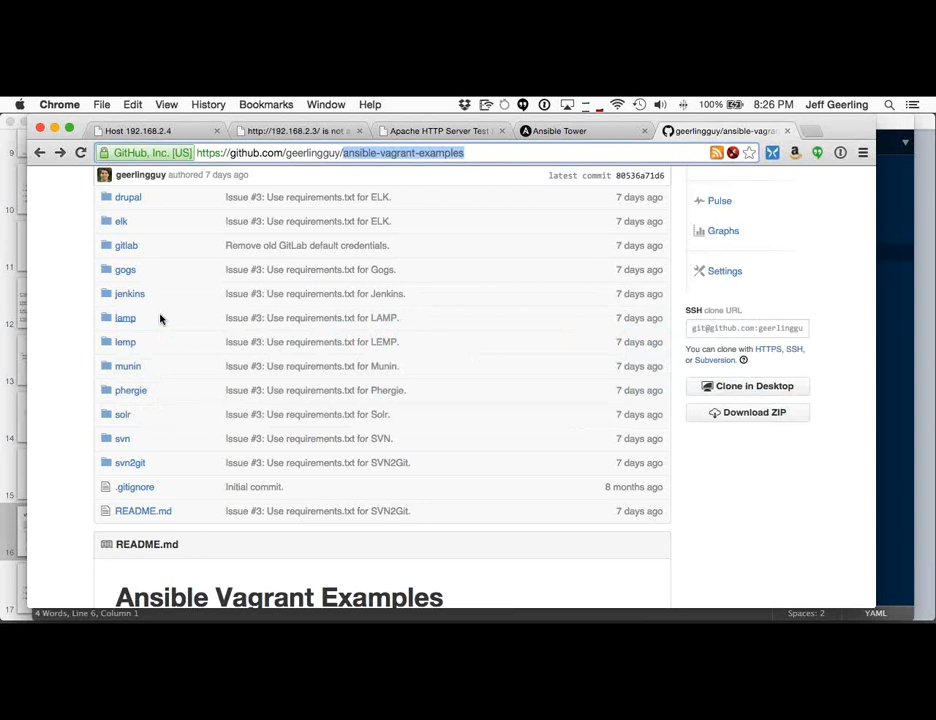 Chrome File Edit View History Bookmarks Window Help 100% 8:26 PM Jeff Geerling
Host 192.168.2.4 http://192.168.2.3/ is not a Apache HTTP Server Test Ansible Tower geerlingguy/ansible-vagra
GitHub, Inc. [US] https://github.com/geerlingguy/ansible-vagrant-examples
geerlingguy authored 7 days ago latest commit 80536a71d6
drupal Issue #3: Use requirements.txt for ELK. 7 days ago
elk Issue #3: Use requirements.txt for ELK. 7 days ago
gitlab Remove old GitLab default credentials. 7 days ago
gogs Issue #3: Use requirements.txt for Gogs. 7 days ago
jenkins Issue #3: Use requirements.txt for Jenkins. 7 days ago
lamp Issue #3: Use requirements.txt for LAMP. 7 days ago
lemp Issue #3: Use requirements.txt for LEMP. 7 days ago
munin Issue #3: Use requirements.txt for Munin. 7 days ago
phergie Issue #3: Use requirements.txt for Phergie. 7 days ago
solr Issue #3: Use requirements.txt for Solr. 7 days ago
svn Issue #3: Use requirements.txt for SVN. 7 days ago
svn2git Issue #3: Use requirements.txt for SVN2Git. 7 days ago
.gitignore Initial commit. 8 months ago
README.md Issue #3: Use requirements.txt for SVN2Git. 7 days ago
README.md
Ansible Vagrant Examples
Pulse
Graphs
Settings
SSH clone URL
git@github.com:geerlinggu
You can clone with HTTPS, SSH,
or Subversion.
Clone in Desktop
Download ZIP
9
10
11
12
13
14
15
16
17
4 Words, Line 6, Column 1 Spaces: 2 YAML